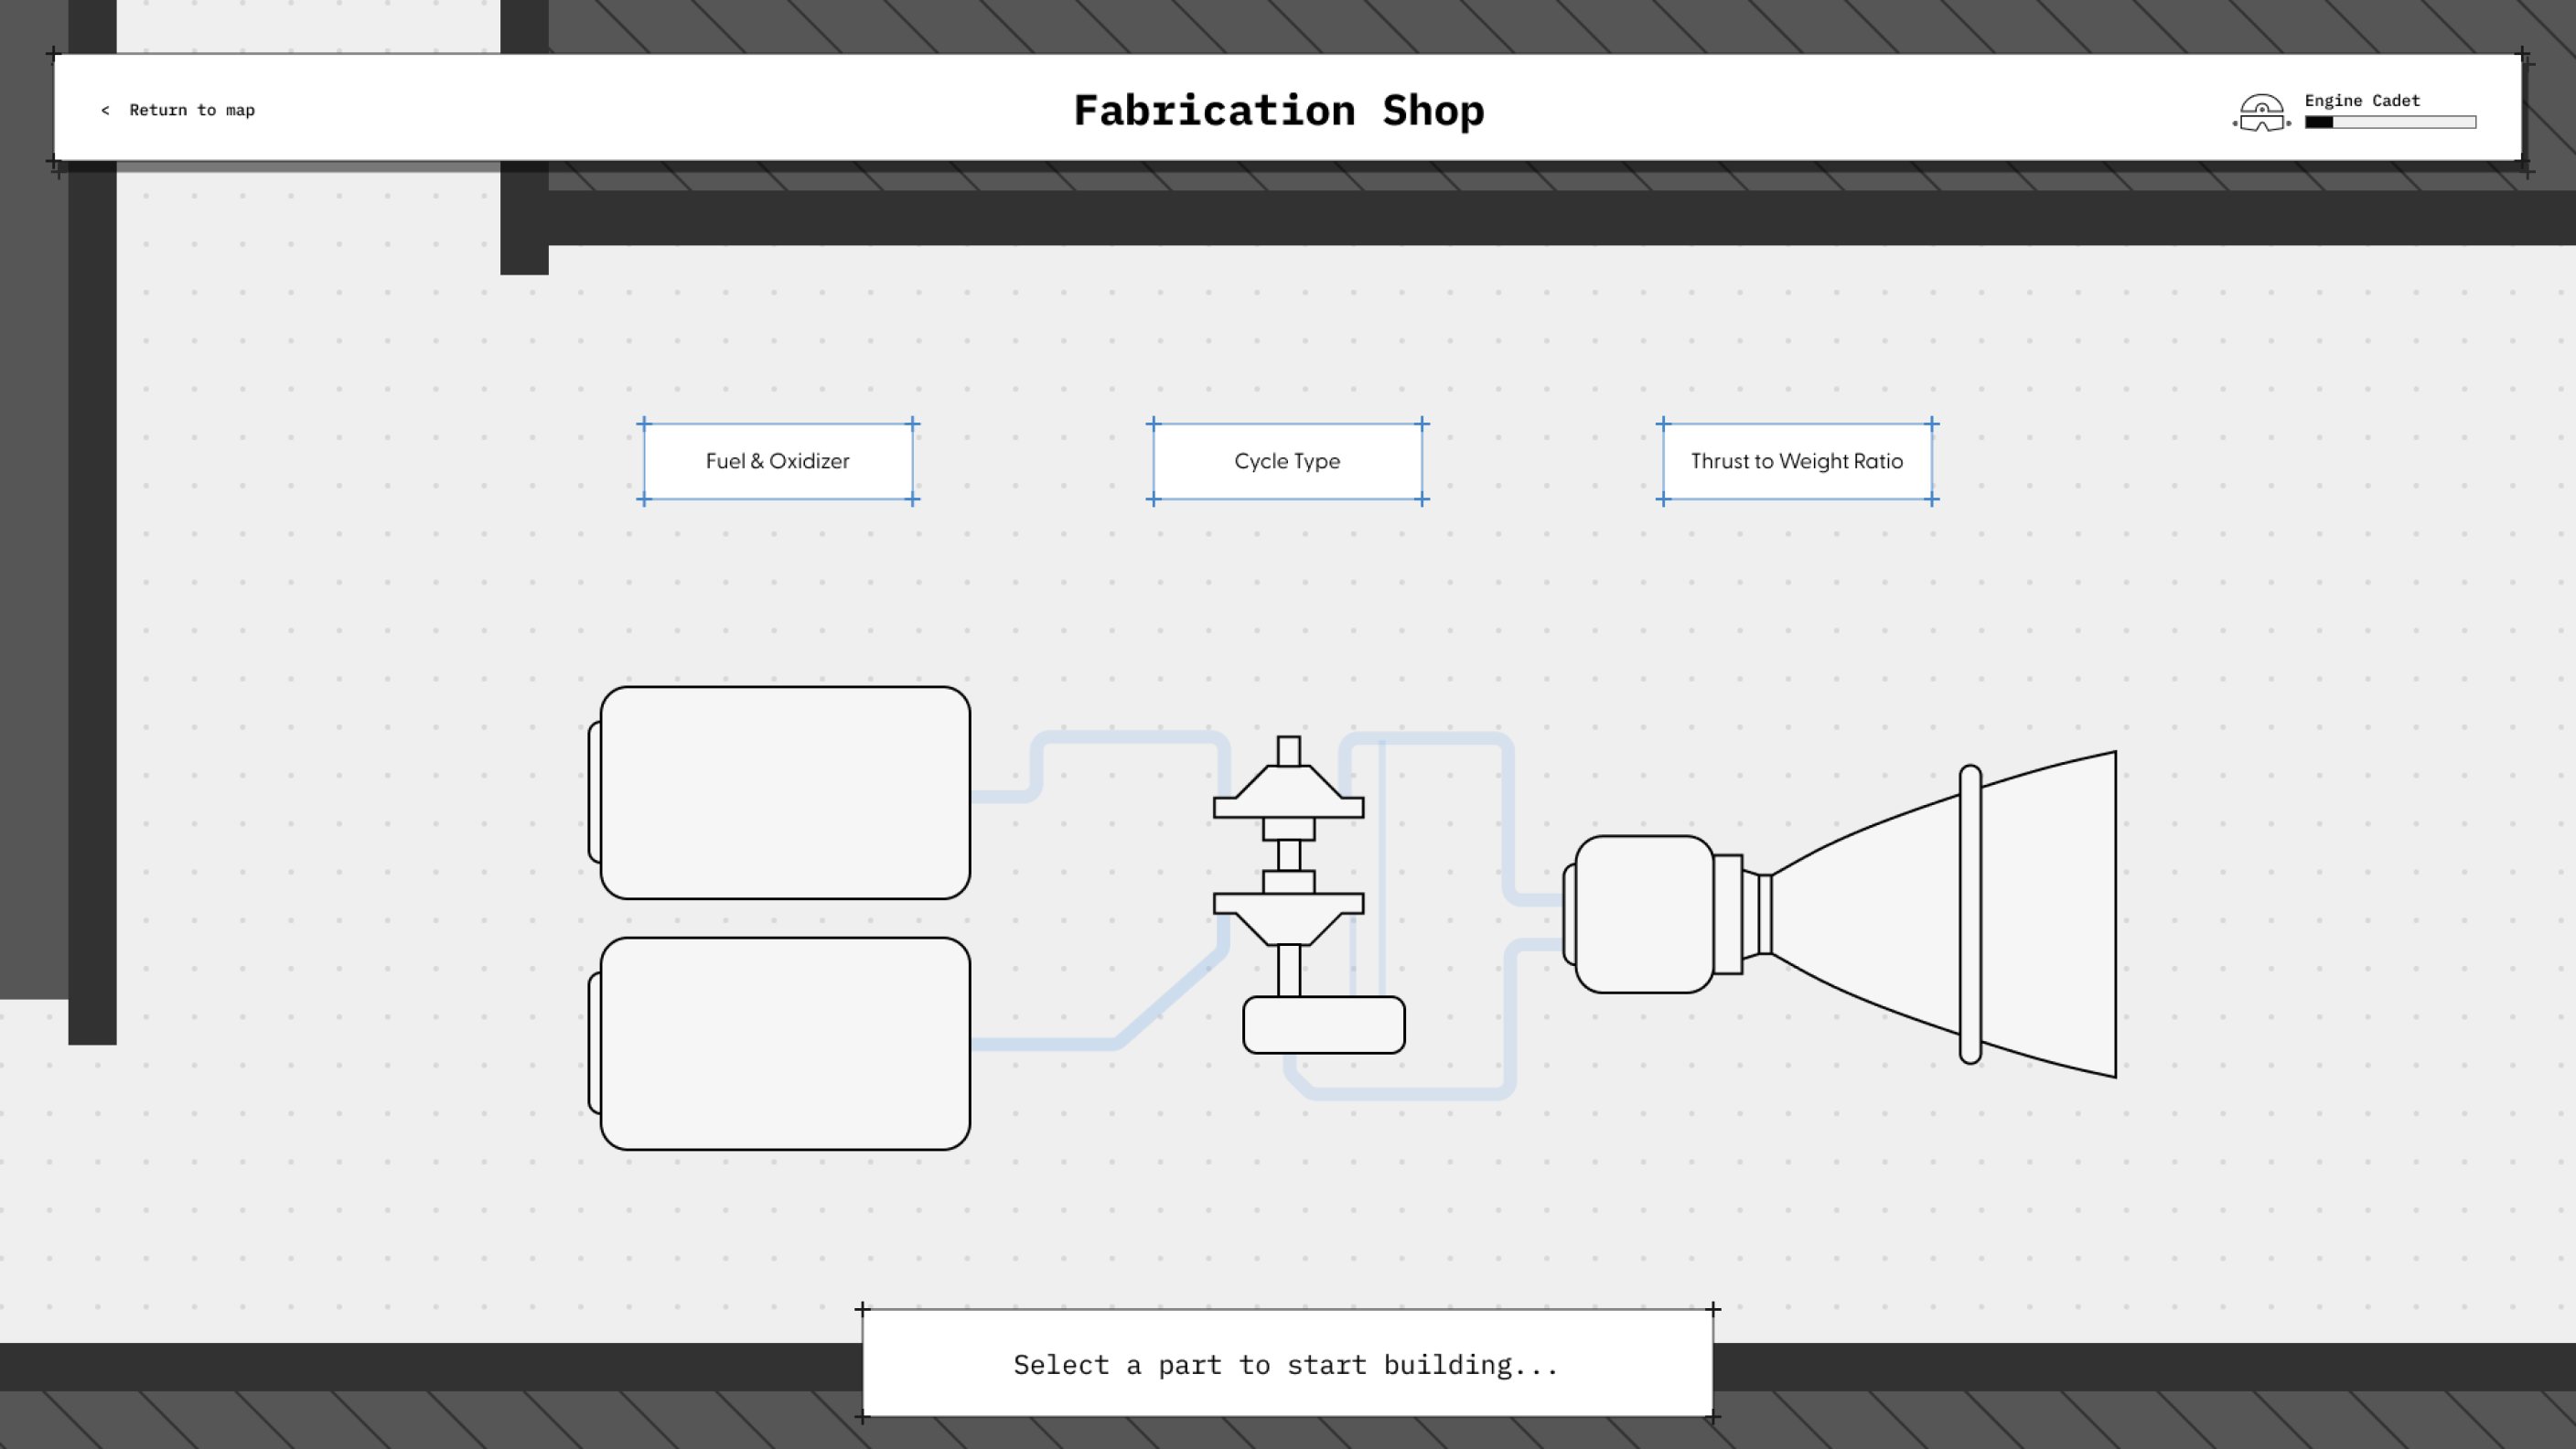 < Return to map
Fabrication Shop
Engine Cadet
Fuel & Oxidizer
Cycle Type
Thrust to Weight Ratio
Select a part to start building...